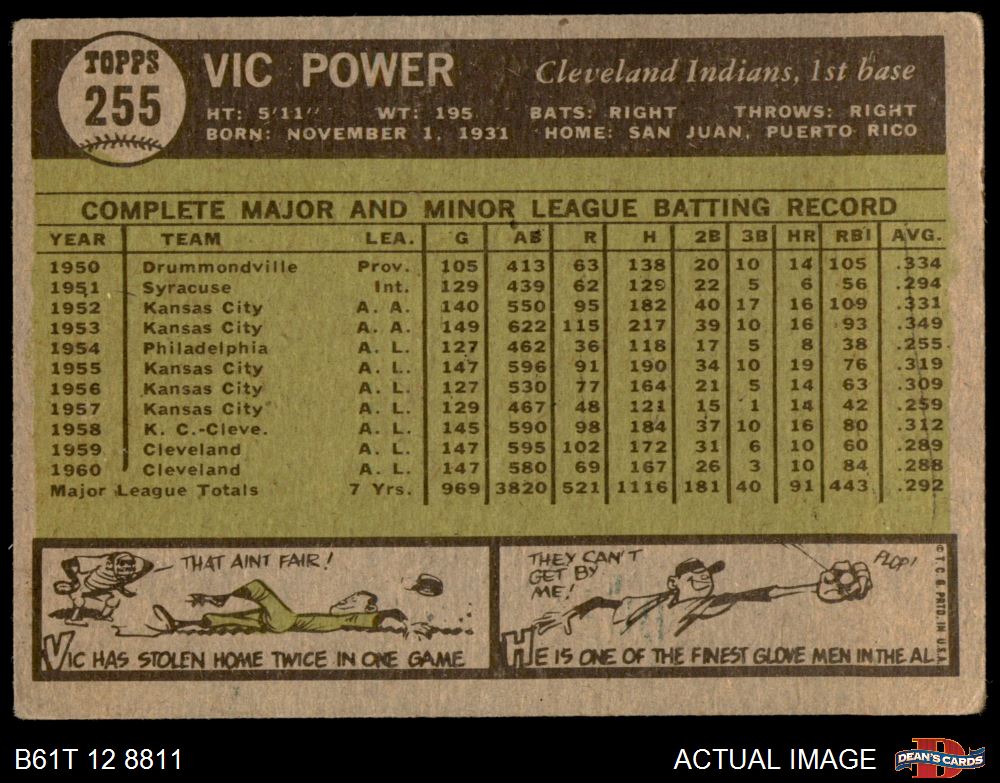 TOPPS
255
VIC POWER
Cleveland Indians, 1st base
HT: 5'11" WT: 195 BATS: RIGHT THROWS: RIGHT
BORN: NOVEMBER 1, 1931 HOME: SAN JUAN, PUERTO RICO
COMPLETE MAJOR AND MINOR LEAGUE BATTING RECORD
YEAR TEAM LEA. G AB R H 2B 3B HR RBI AVG.
1950 Drummondville Prov. 105 413 63 138 20 10 14 105 .334
1951 Syracuse Int. 129 439 62 129 22 5 6 56 .294
1952 Kansas City A. A. 140 550 95 182 40 17 16 109 .331
1953 Kansas City A. A. 149 622 115 217 39 10 16 93 .349
1954 Philadelphia A. L. 127 462 36 118 17 5 8 38 .255
1955 Kansas City A. L. 147 596 91 190 34 10 19 76 .319
1956 Kansas City A. L. 127 530 77 164 21 5 14 63 .309
1957 Kansas City A. L. 129 467 48 121 15 1 14 42 .259
1958 K. C.-Cleve. A. L. 145 590 98 184 37 10 16 80 .312
1959 Cleveland A. L. 147 595 102 172 31 6 10 60 .289
1960 Cleveland A. L. 147 580 69 167 26 3 10 84 .288
Major League Totals 7 Yrs. 969 3820 521 1116 181 40 91 443 .292
THAT AINT FAIR!
VIC HAS STOLEN HOME TWICE IN ONE GAME
THEY CAN'T
GET BY
ME!
PLOP!
HE IS ONE OF THE FINEST GLOVE MEN IN THE AL
© T. C. G. PRTD. IN U.S.A.
B61T 12 8811
ACTUAL IMAGE
D
DEAN'S CARDS